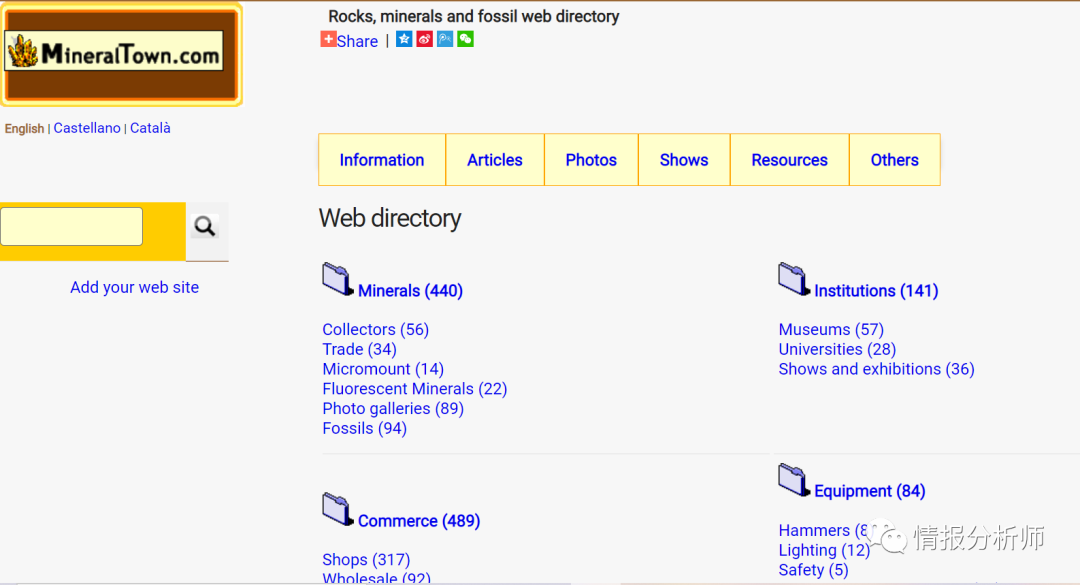 MineralTown.com
Rocks, minerals and fossil web directory
Share |
English | Castellano | Català
Information Articles Photos Shows Resources Others
Add your web site
Web directory
Minerals (440)
Collectors (56)
Trade (34)
Micromount (14)
Fluorescent Minerals (22)
Photo galleries (89)
Fossils (94)
Institutions (141)
Museums (57)
Universities (28)
Shows and exhibitions (36)
Commerce (489)
Shops (317)
Wholesale (92)
Equipment (84)
Hammers (8
Lighting (12)
Safety (5)
情报分析师